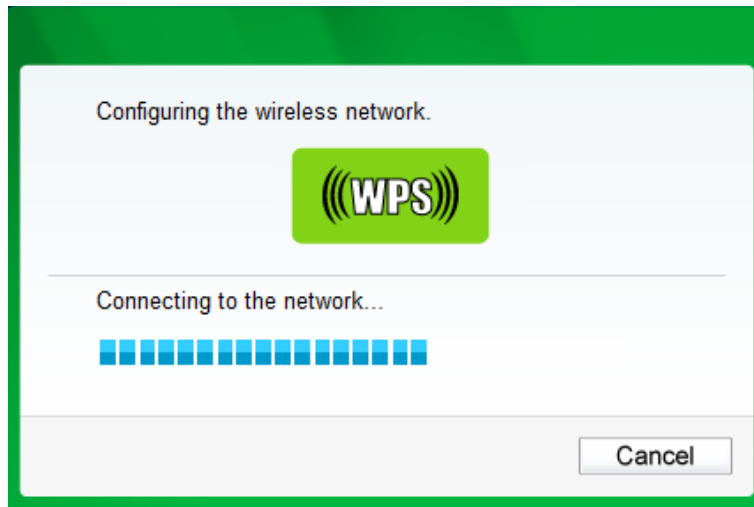 Configuring the wireless network.
WPS
Connecting to the network...
Cancel